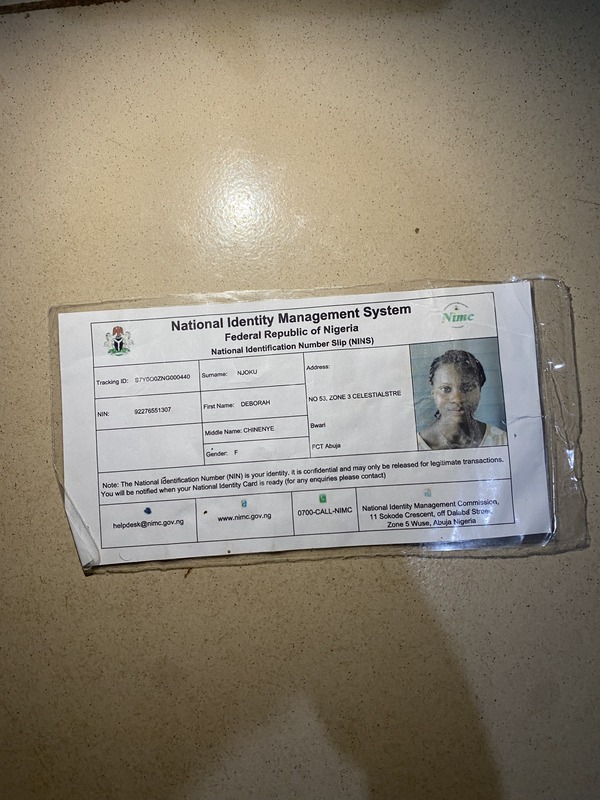 National Identity Management System
Federal Republic of Nigeria
National Identification Number Slip (NINS)
Nimc
Tracking ID: S7Y0O0ZNG000440
Surname: NJOKU
Address:
NIN: 92276551307
First Name: DEBORAH
NO 53, ZONE 3 CELESTIALSTRE
Middle Name: CHINENYE
Bwari
Gender: F
FCT Abuja
Note: The National Identification Number (NIN) is your identity, it is confidential and may only be released for legitimate transactions.
You will be notified when your National Identity Card is ready (for any enquiries please contact)
helpdesk@nimc.gov.ng
www.nimc.gov.ng
0700-CALL-NIMC
National Identity Management Commission,
11 Sokode Crescent, off Dalaba Street,
Zone 5 Wuse, Abuja Nigeria